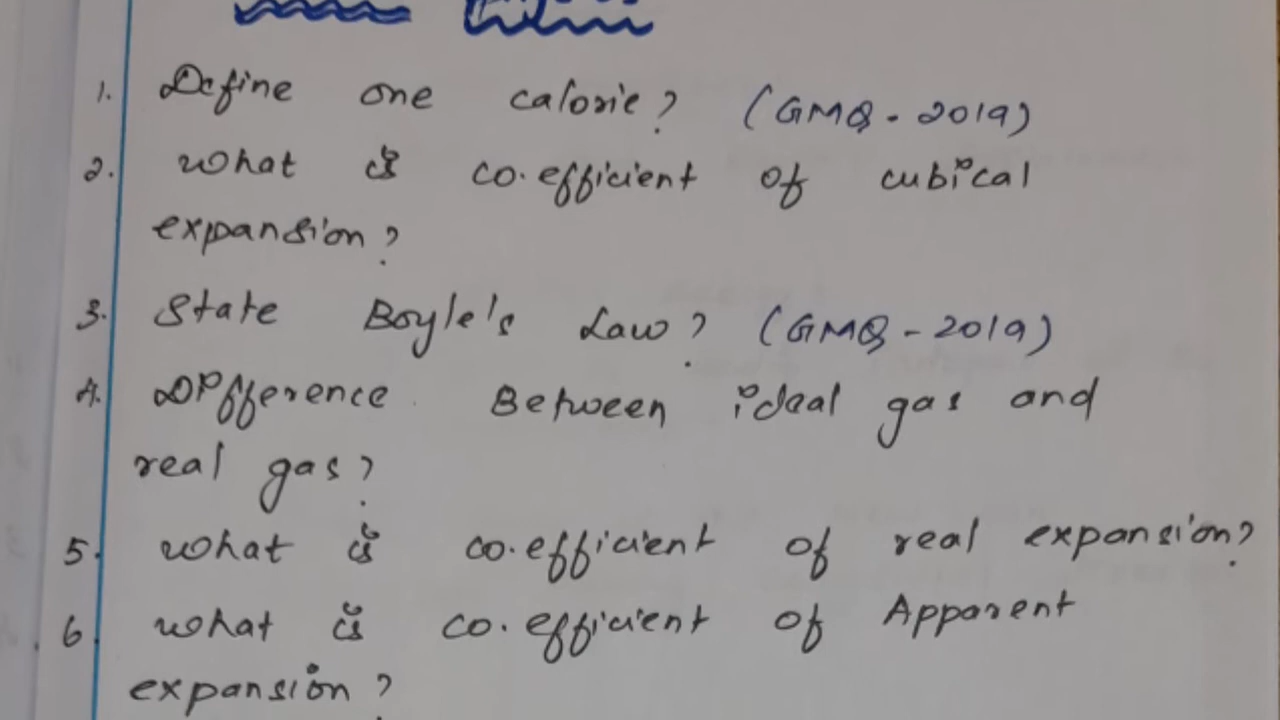 1. Define one calorie? (GMQ - 2019)
2. what is co.efficient of cubical
expansion?
3. State Boyle's Law? (GMQ - 2019)
4. Difference Between ideal gas and
real gas?
5. what is co.efficient of real expansion?
6. what is co.efficient of Apparent
expansion?